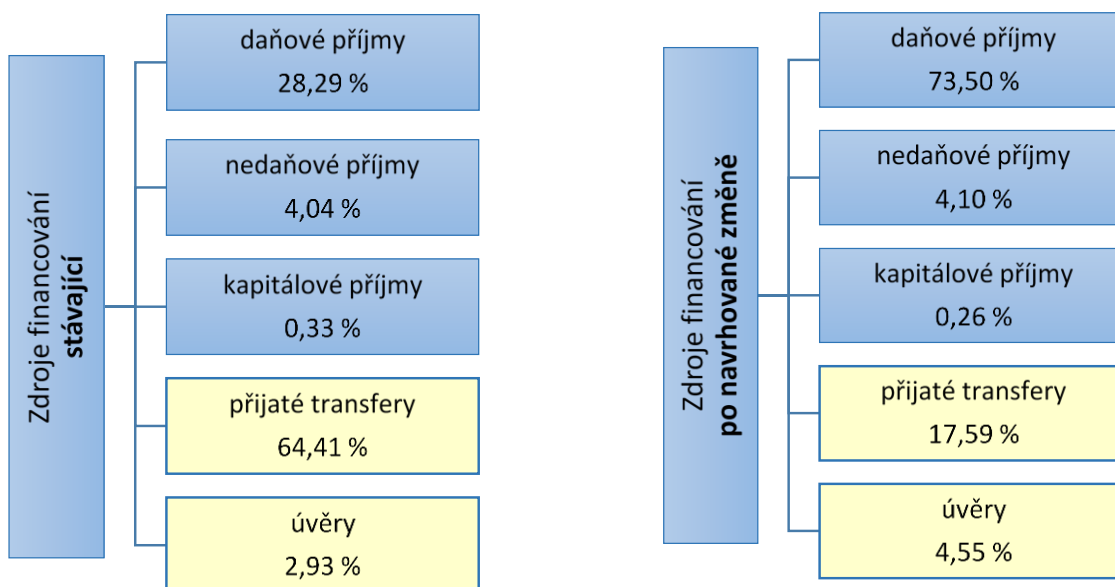 Zdroje financování
stávající
daňové příjmy
28,29 %
nedaňové příjmy
4,04 %
kapitálové příjmy
0,33 %
přijaté transfery
64,41 %
úvěry
2,93 %
Zdroje financování
po navrhované změně
daňové příjmy
73,50 %
nedaňové příjmy
4,10 %
kapitálové příjmy
0,26 %
přijaté transfery
17,59 %
úvěry
4,55 %